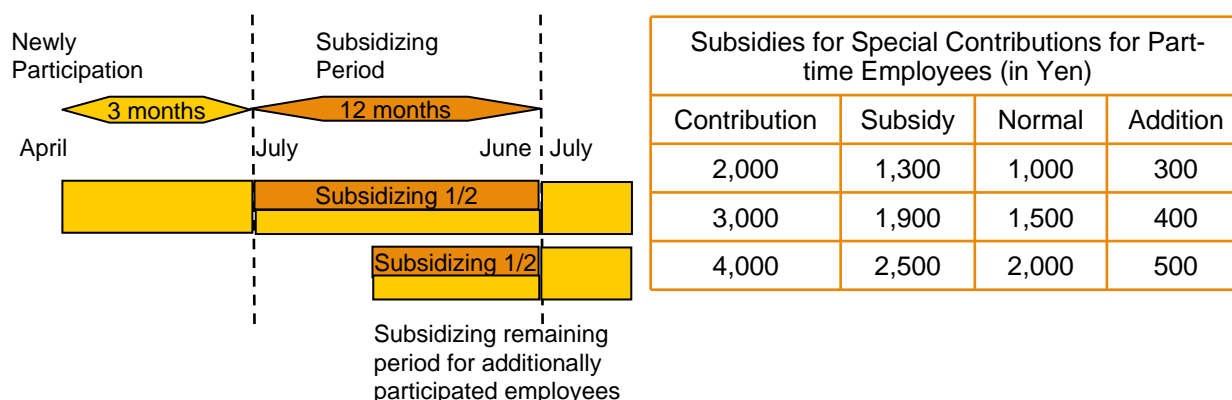 Newly
Participation
Subsidizing
Period
3 months
12 months
April
July
June
July
Subsidizing 1/2
Subsidizing 1/2
Subsidizing remaining
period for additionally
participated employees
Subsidies for Special Contributions for Part-
time Employees (in Yen)
Contribution Subsidy Normal Addition
2,000 1,300 1,000 300
3,000 1,900 1,500 400
4,000 2,500 2,000 500